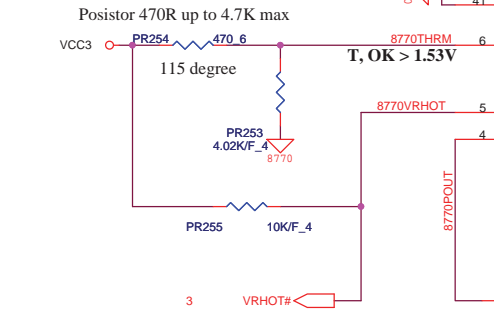 41
Posistor 470R up to 4.7K max
VCC3
PR254
470_6
8770THRM
6
115 degree
T, OK > 1.53V
8770VRHOT
5
PR253
4.02K/F_4
4
8770
8770POUT
PR255
10K/F_4
3
VRHOT#